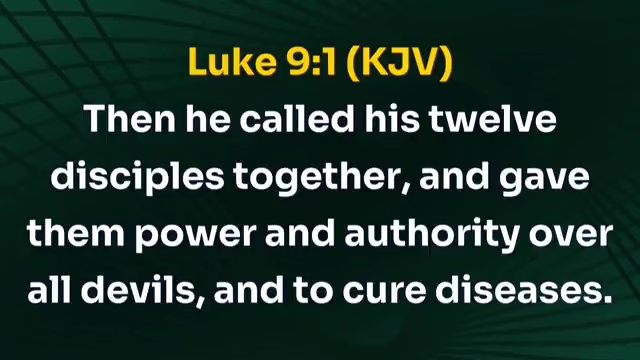 Luke 9:1 (KJV)
Then he called his twelve
disciples together, and gave
them power and authority over
all devils, and to cure diseases.